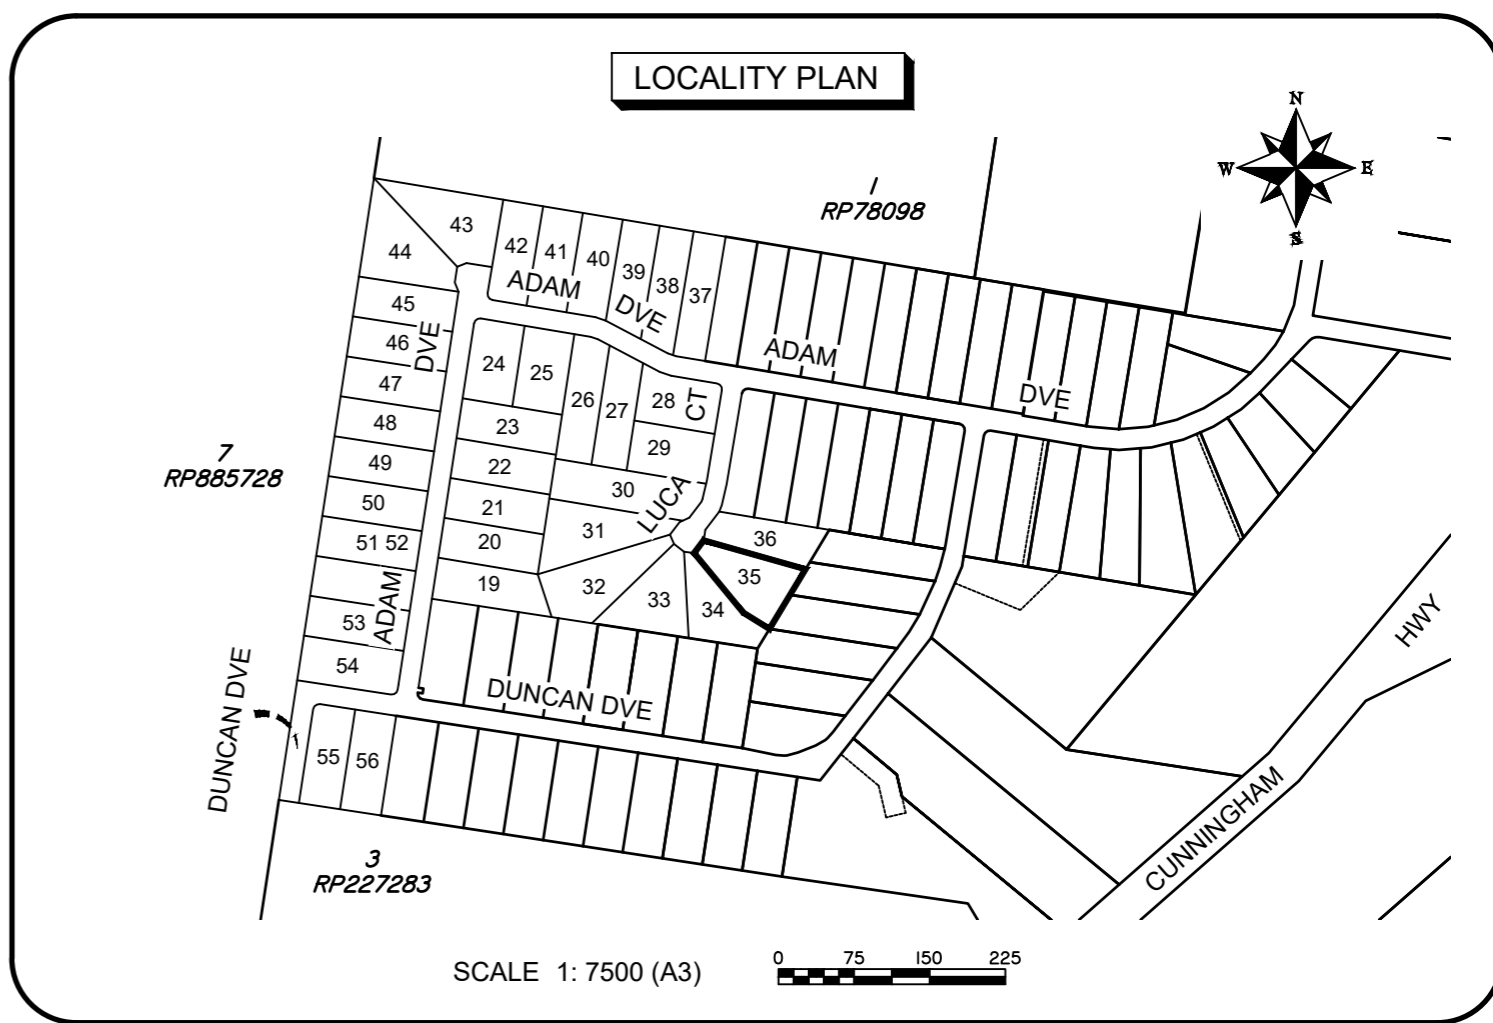 LOCALITY PLAN
N
W E
S
1
RP78098
43
44
42
41
40
39
38
37
ADAM
DVE
ADAM
DVE
45
46
DVE
47
48
49
50
51 52
53
54
ADAM
24
25
26
27
28
CT
29
23
22
30
LUCA
21
31
20
19
32
33
34
35
36
7
RP885728
DUNCAN DVE
DUNCAN DVE
55
56
HWY
CUNNINGHAM
3
RP227283
SCALE 1: 7500 (A3)
0 75 150 225